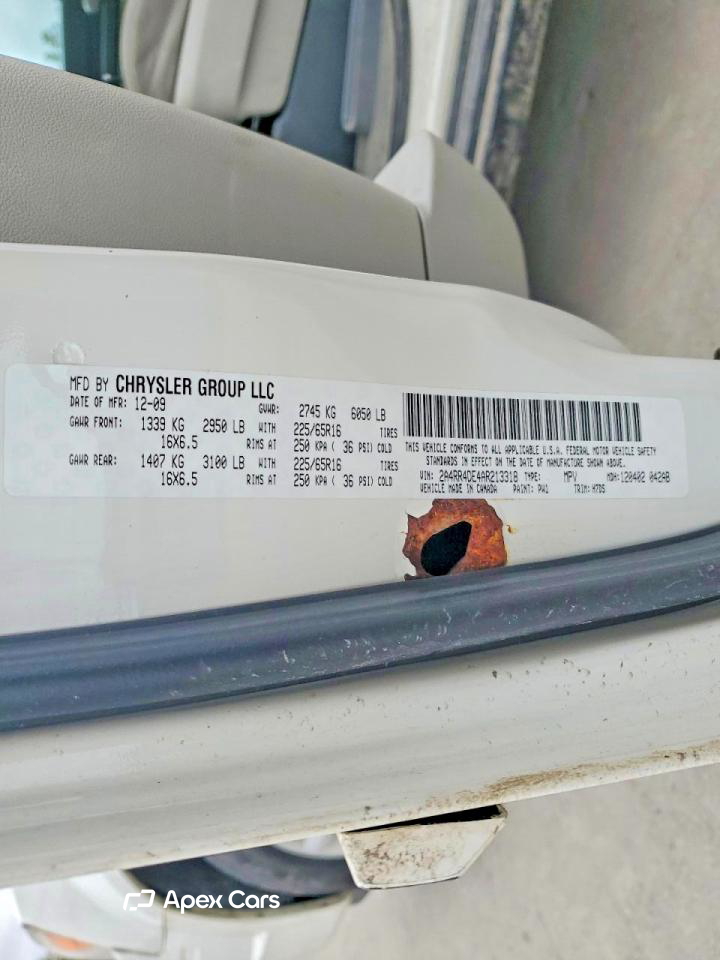 MFD BY CHRYSLER GROUP LLC
DATE OF MFR: 12-09 GVWR: 2745 KG 6050 LB
GAWR FRONT: 1339 KG 2950 LB WITH 225/65R16 TIRES
16X6.5 RIMS AT 250 KPA ( 36 PSI) COLD
GAWR REAR: 1407 KG 3100 LB WITH 225/65R16 TIRES
16X6.5 RIMS AT 250 KPA ( 36 PSI) COLD
THIS VEHICLE CONFORMS TO ALL APPLICABLE U.S.A. FEDERAL MOTOR VEHICLE SAFETY
STANDARDS IN EFFECT ON THE DATE OF MANUFACTURE SHOWN ABOVE.
VIN: 2A4RR4DE4AR213318 TYPE: MPV MDH: 120402 042AB
VEHICLE MADE IN CANADA PAINT: PW1 TRIM: H7DS
Apex Cars